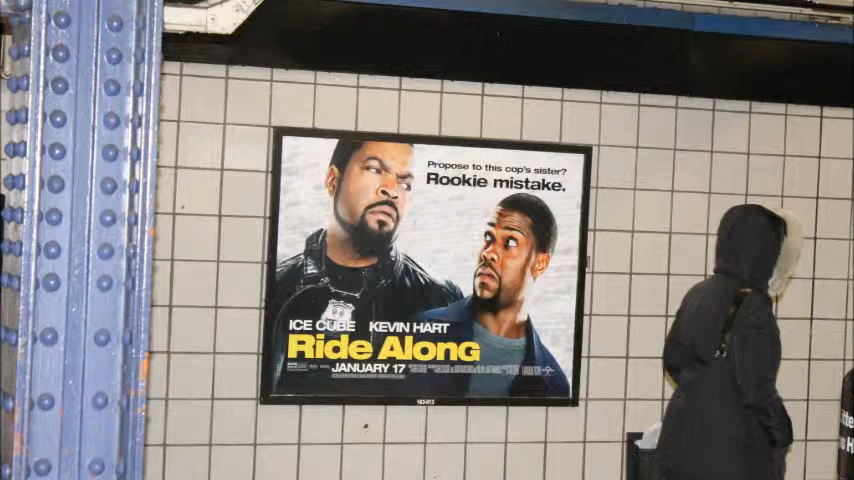 Propose to this cop's sister?
Rookie mistake.
ICE CUBE KEVIN HART
Ride Along
JANUARY 17